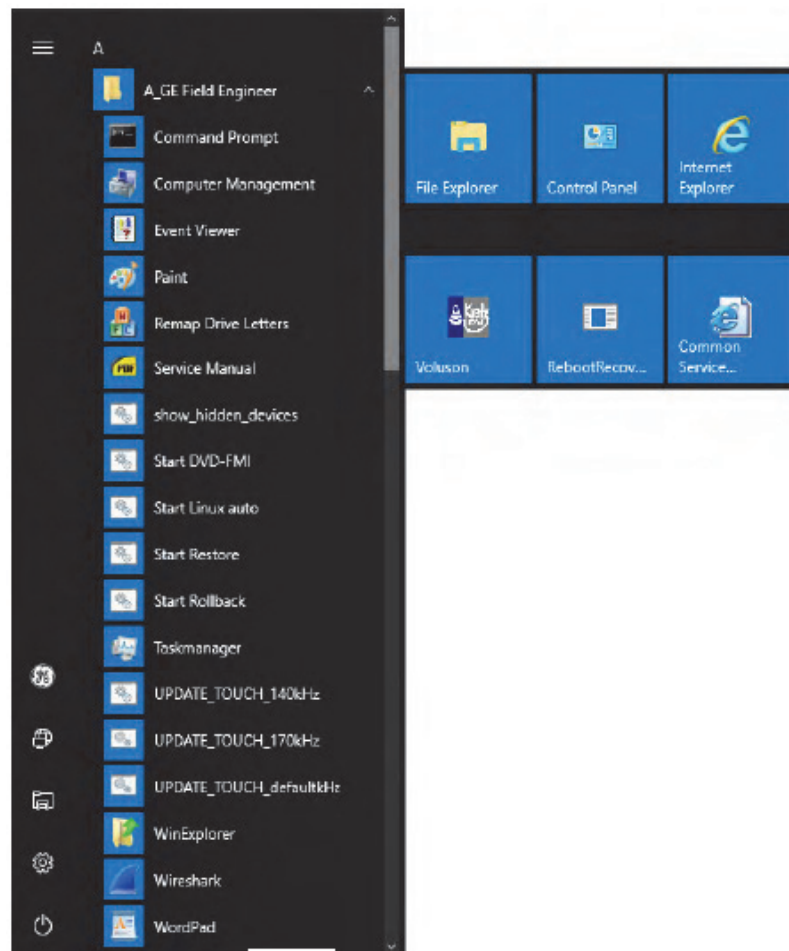 A
A_GE Field Engineer
Command Prompt
Computer Management
Event Viewer
Paint
Remap Drive Letters
Service Manual
show_hidden_devices
Start DVD-FMI
Start Linux auto
Start Restore
Start Rollback
Taskmanager
UPDATE_TOUCH_140kHz
UPDATE_TOUCH_170kHz
UPDATE_TOUCH_defaultkHz
WinExplorer
Wireshark
WordPad
File Explorer
Control Panel
Internet
Explorer
Voluson
RebootRecov...
Common
Service...